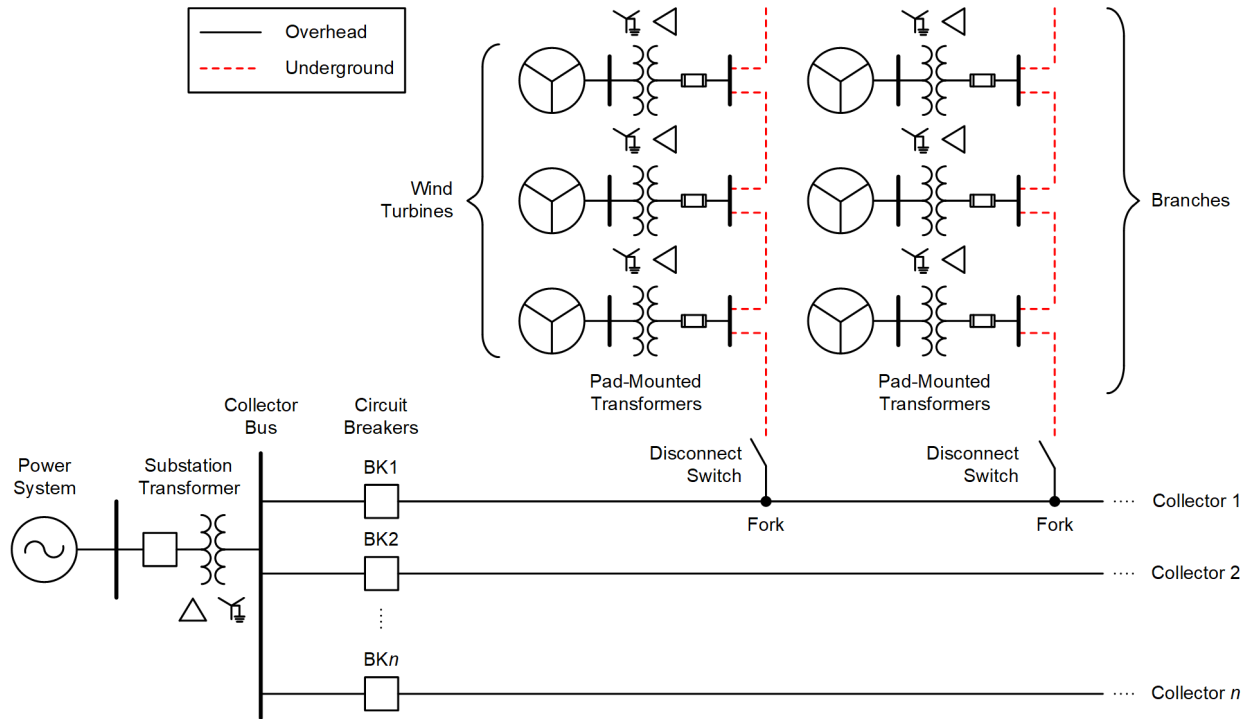 Overhead
Underground
Wind
Turbines
Branches
Pad-Mounted
Transformers
Pad-Mounted
Transformers
Collector
Bus
Circuit
Breakers
Disconnect
Switch
Disconnect
Switch
Power
System
Substation
Transformer
BK1
.... Collector 1
Fork
Fork
BK2
.... Collector 2
....
BKn
.... Collector n